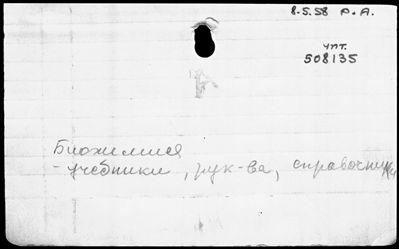 8.5.58 P.A.
упт.
508135
Биохимия
- учебники, рук-ва, справочники